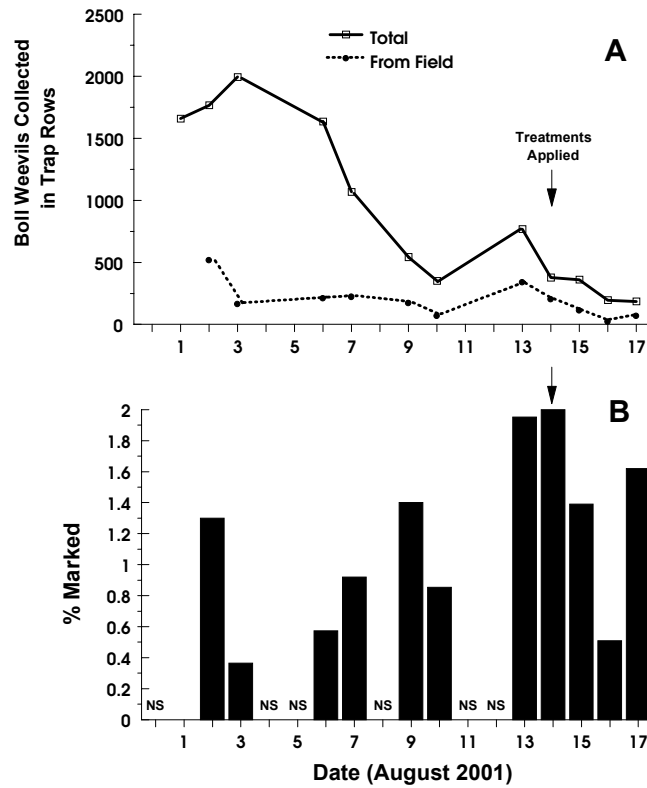 2500
2000
1500
1000
500
0
Boll Weevils Collected
in Trap Rows
Total
From Field
A
Treatments
Applied
1 3 5 7 9 11 13 15 17
B
2
1.8
1.6
1.4
1.2
1
0.8
0.6
0.4
0.2
0
% Marked
NS NS NS NS NS NS
1 3 5 7 9 11 13 15 17
Date (August 2001)